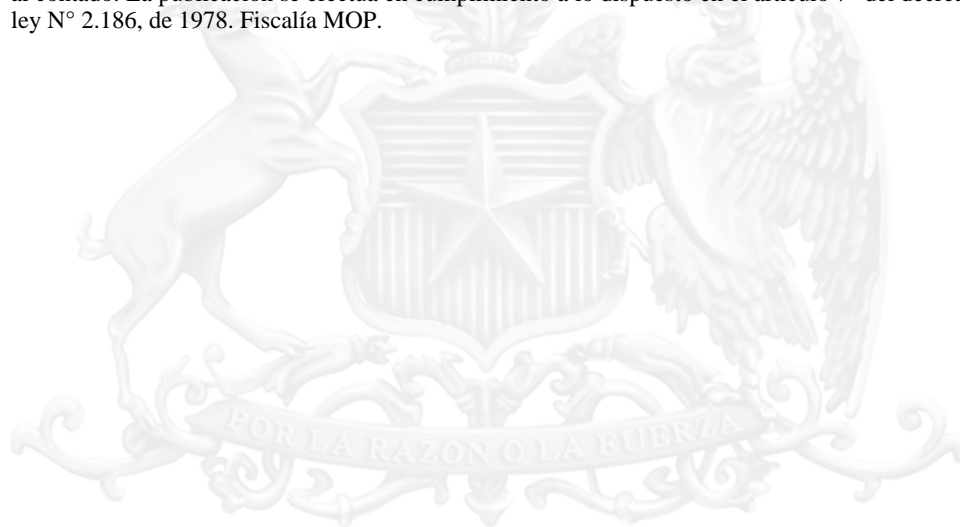 al contado. La publicación se efectúa en cumplimiento a lo dispuesto en el artículo 7° del decreto
ley N° 2.186, de 1978. Fiscalía MOP.
POR LA RAZON O LA FUERZA